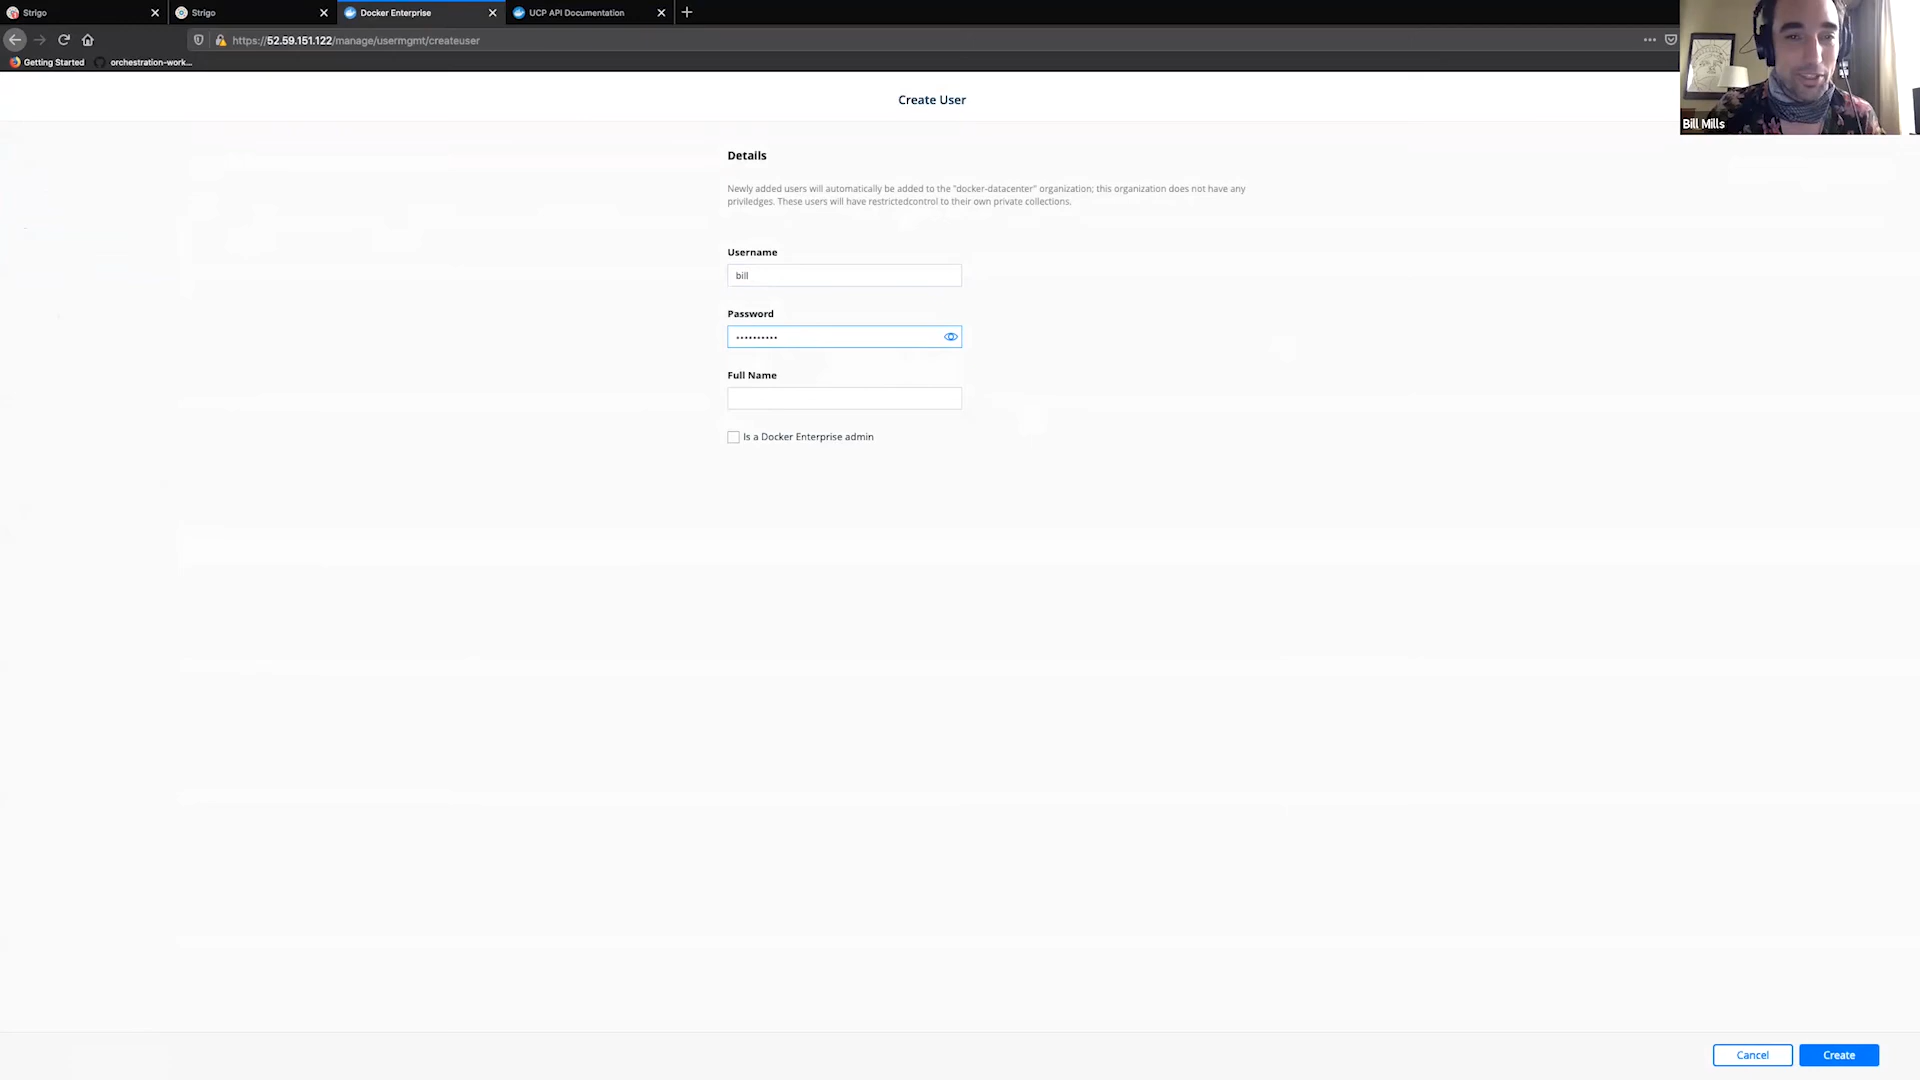 Strigo
Strigo
Docker Enterprise
UCP API Documentation
https://52.59.151.122/manage/usermgmt/createuser
Getting Started
orchestration-work...
Bill Mills
Create User
Details
Newly added users will automatically be added to the "docker-datacenter" organization; this organization does not have any
priviledges. These users will have restrictedcontrol to their own private collections.
Username
bill
Password
••••••••••
Full Name
Is a Docker Enterprise admin
Cancel
Create